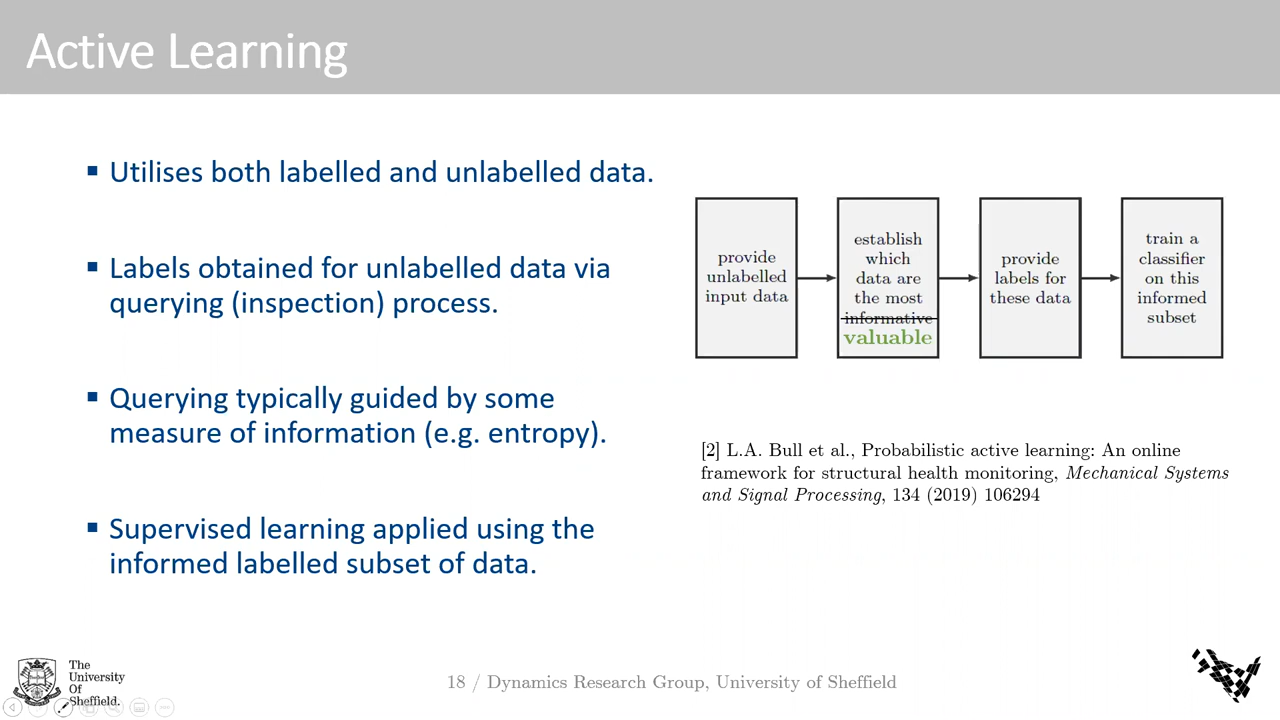 Active Learning
Utilises both labelled and unlabelled data.
Labels obtained for unlabelled data via
querying (inspection) process.
Querying typically guided by some
measure of information (e.g. entropy).
Supervised learning applied using the
informed labelled subset of data.
provide
unlabelled
input data
establish
which
data are
the most
informative
valuable
provide
labels for
these data
train a
classifier
on this
informed
subset
[2] L.A. Bull et al., Probabilistic active learning: An online
framework for structural health monitoring, Mechanical Systems
and Signal Processing, 134 (2019) 106294
The
University
Of
Sheffield.
18 / Dynamics Research Group, University of Sheffield